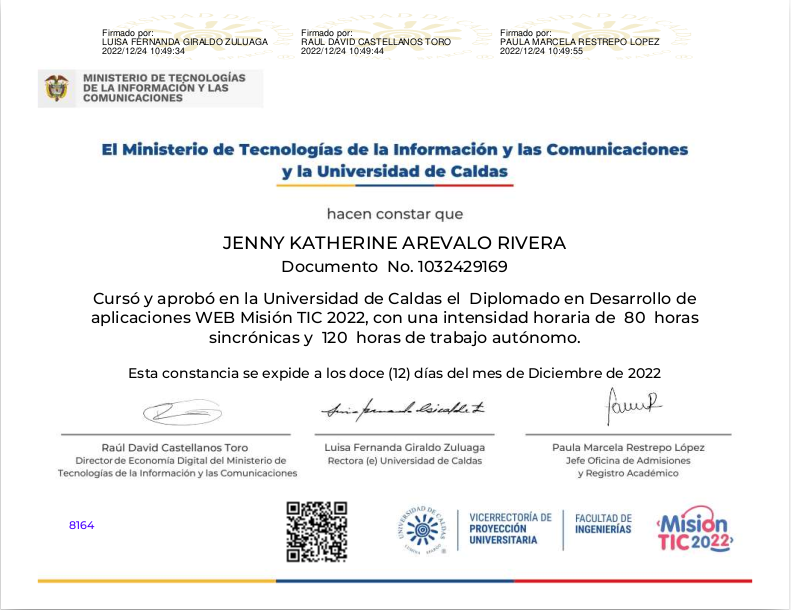 Firmado por:
LUISA FERNANDA GIRALDO ZULUAGA
2022/12/24 10:49:34
Firmado por:
RAUL DAVID CASTELLANOS TORO
2022/12/24 10:49:44
Firmado por:
PAULA MARCELA RESTREPO LOPEZ
2022/12/24 10:49:55
MINISTERIO DE TECNOLOGÍAS
DE LA INFORMACIÓN Y LAS
COMUNICACIONES
El Ministerio de Tecnologías de la Información y las Comunicaciones
y la Universidad de Caldas
hacen constar que
JENNY KATHERINE AREVALO RIVERA
Documento No. 1032429169
Cursó y aprobó en la Universidad de Caldas el Diplomado en Desarrollo de
aplicaciones WEB Misión TIC 2022, con una intensidad horaria de 80 horas
sincrónicas y 120 horas de trabajo autónomo.
Esta constancia se expide a los doce (12) días del mes de Diciembre de 2022
Raúl David Castellanos Toro
Director de Economía Digital del Ministerio de
Tecnologías de la Información y las Comunicaciones
Luisa Fernanda Giraldo Zuluaga
Rectora (e) Universidad de Caldas
Paula Marcela Restrepo López
Jefe Oficina de Admisiones
y Registro Académico
8164
UNIVERSIDAD DE CALDAS
VICERRECTORÍA DE
PROYECCIÓN
UNIVERSITARIA
FACULTAD DE
INGENIERÍAS
Misión
TIC2022